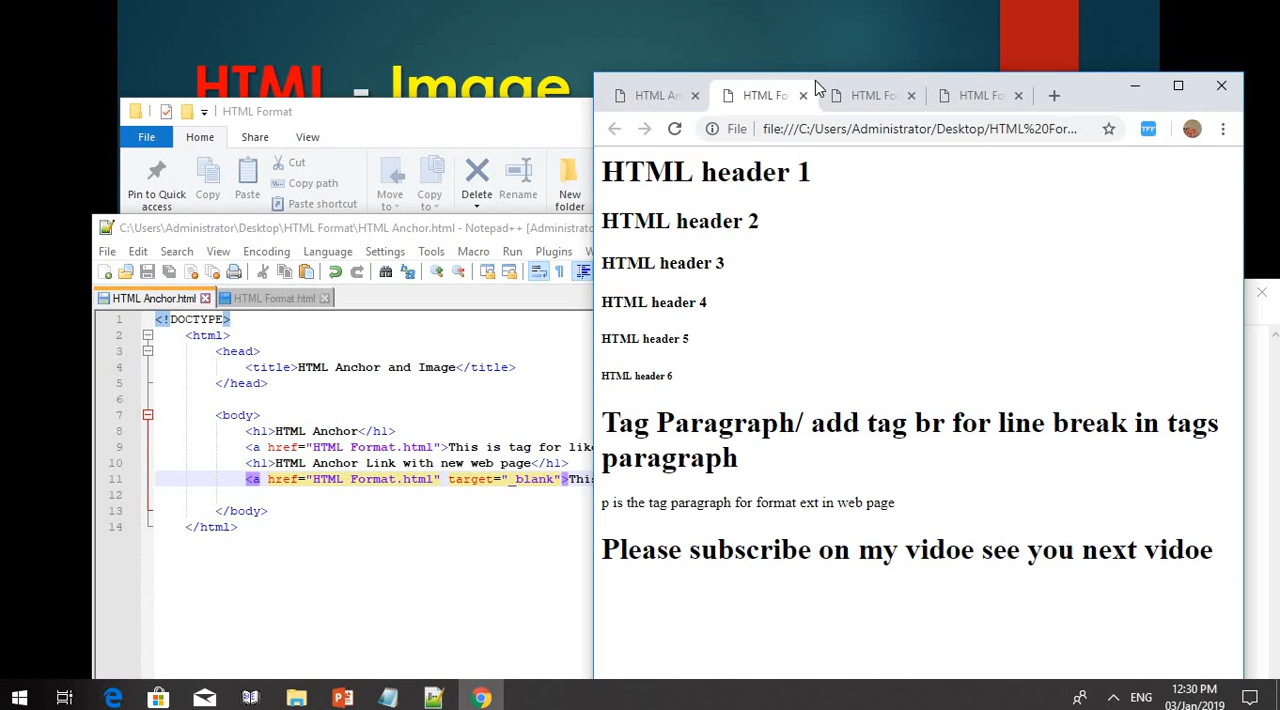 HTML - Image
HTML Format
File Home Share View
Pin to Quick access
Copy
Paste
Cut
Copy path
Paste shortcut
Move to
Copy to
Delete
Rename
New folder
C:\Users\Administrator\Desktop\HTML Format\HTML Anchor.html - Notepad++ [Administrator
File Edit Search View Encoding Language Settings Tools Macro Run Plugins
HTML Anchor.html HTML Format.html
1 <!DOCTYPE>
2 <html>
3 <head>
4 <title>HTML Anchor and Image</title>
5 </head>
6
7 <body>
8 <h1>HTML Anchor</h1>
9 <a href="HTML Format.html">This is tag for
10 <h1>HTML Anchor Link with new web page</h1>
11 <a href="HTML Format.html" target="_blank">This
12
13 </body>
14 </html>
HTML An HTML Fo HTML Fo HTML Fo
File file:///C:/Users/Administrator/Desktop/HTML%20For...
TFF
HTML header 1
HTML header 2
HTML header 3
HTML header 4
HTML header 5
HTML header 6
Tag Paragraph/ add tag br for line break in tags
paragraph
p is the tag paragraph for format ext in web page
Please subscribe on my vidoe see you next vidoe
ENG
12:30 PM
03/Jan/2019